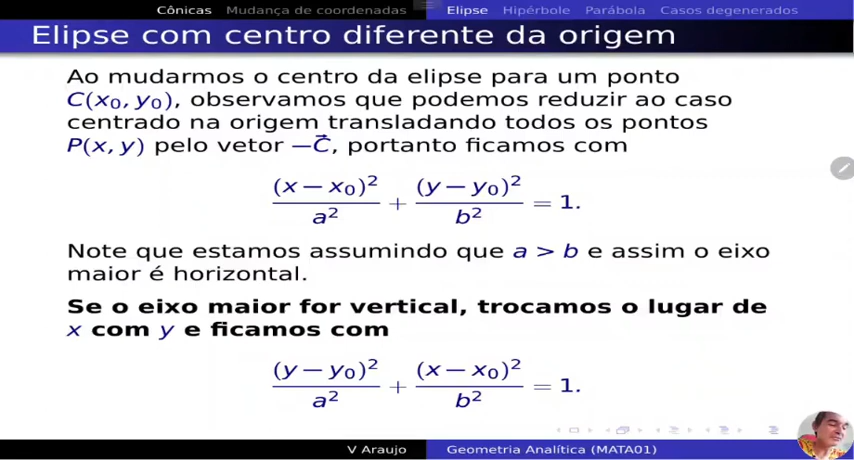 Cônicas Mudança de coordenadas Elipse Hipérbole Parábola Casos degenerados
Elipse com centro diferente da origem
Ao mudarmos o centro da elipse para um ponto
C(x₀, y₀), observamos que podemos reduzir ao caso
centrado na origem transladando todos os pontos
P(x, y) pelo vetor −C⃗, portanto ficamos com
(x − x₀)²/a² + (y − y₀)²/b² = 1.
Note que estamos assumindo que a > b e assim o eixo
maior é horizontal.
Se o eixo maior for vertical, trocamos o lugar de
x com y e ficamos com
(y − y₀)²/a² + (x − x₀)²/b² = 1.
V Araujo Geometria Analítica (MATA01)